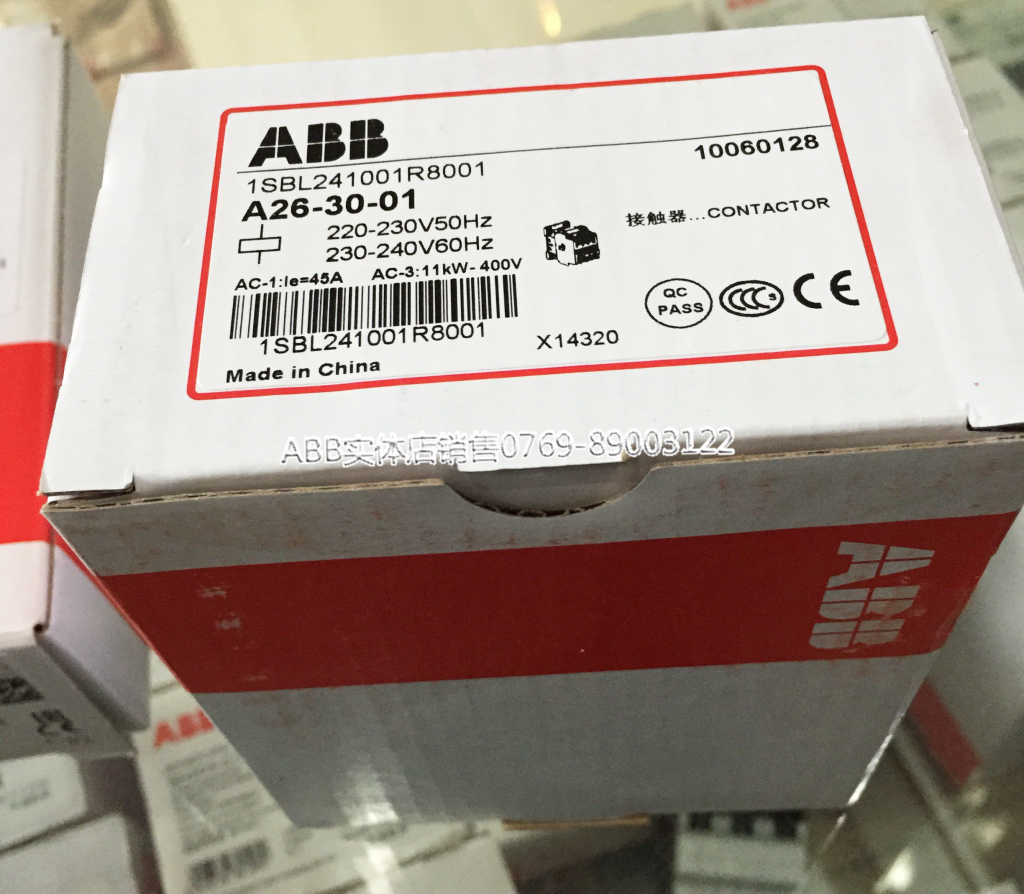 ABB
10060128
1SBL241001R8001
A26-30-01
220-230V50Hz
230-240V60Hz
接触器...CONTACTOR
AC-1:Ie=45A AC-3:11kW-400V
QC
PASS
CCC S
CE
1SBL241001R8001
X14320
Made in China
ABB实体店销售0769-89003122
ABB
ABB